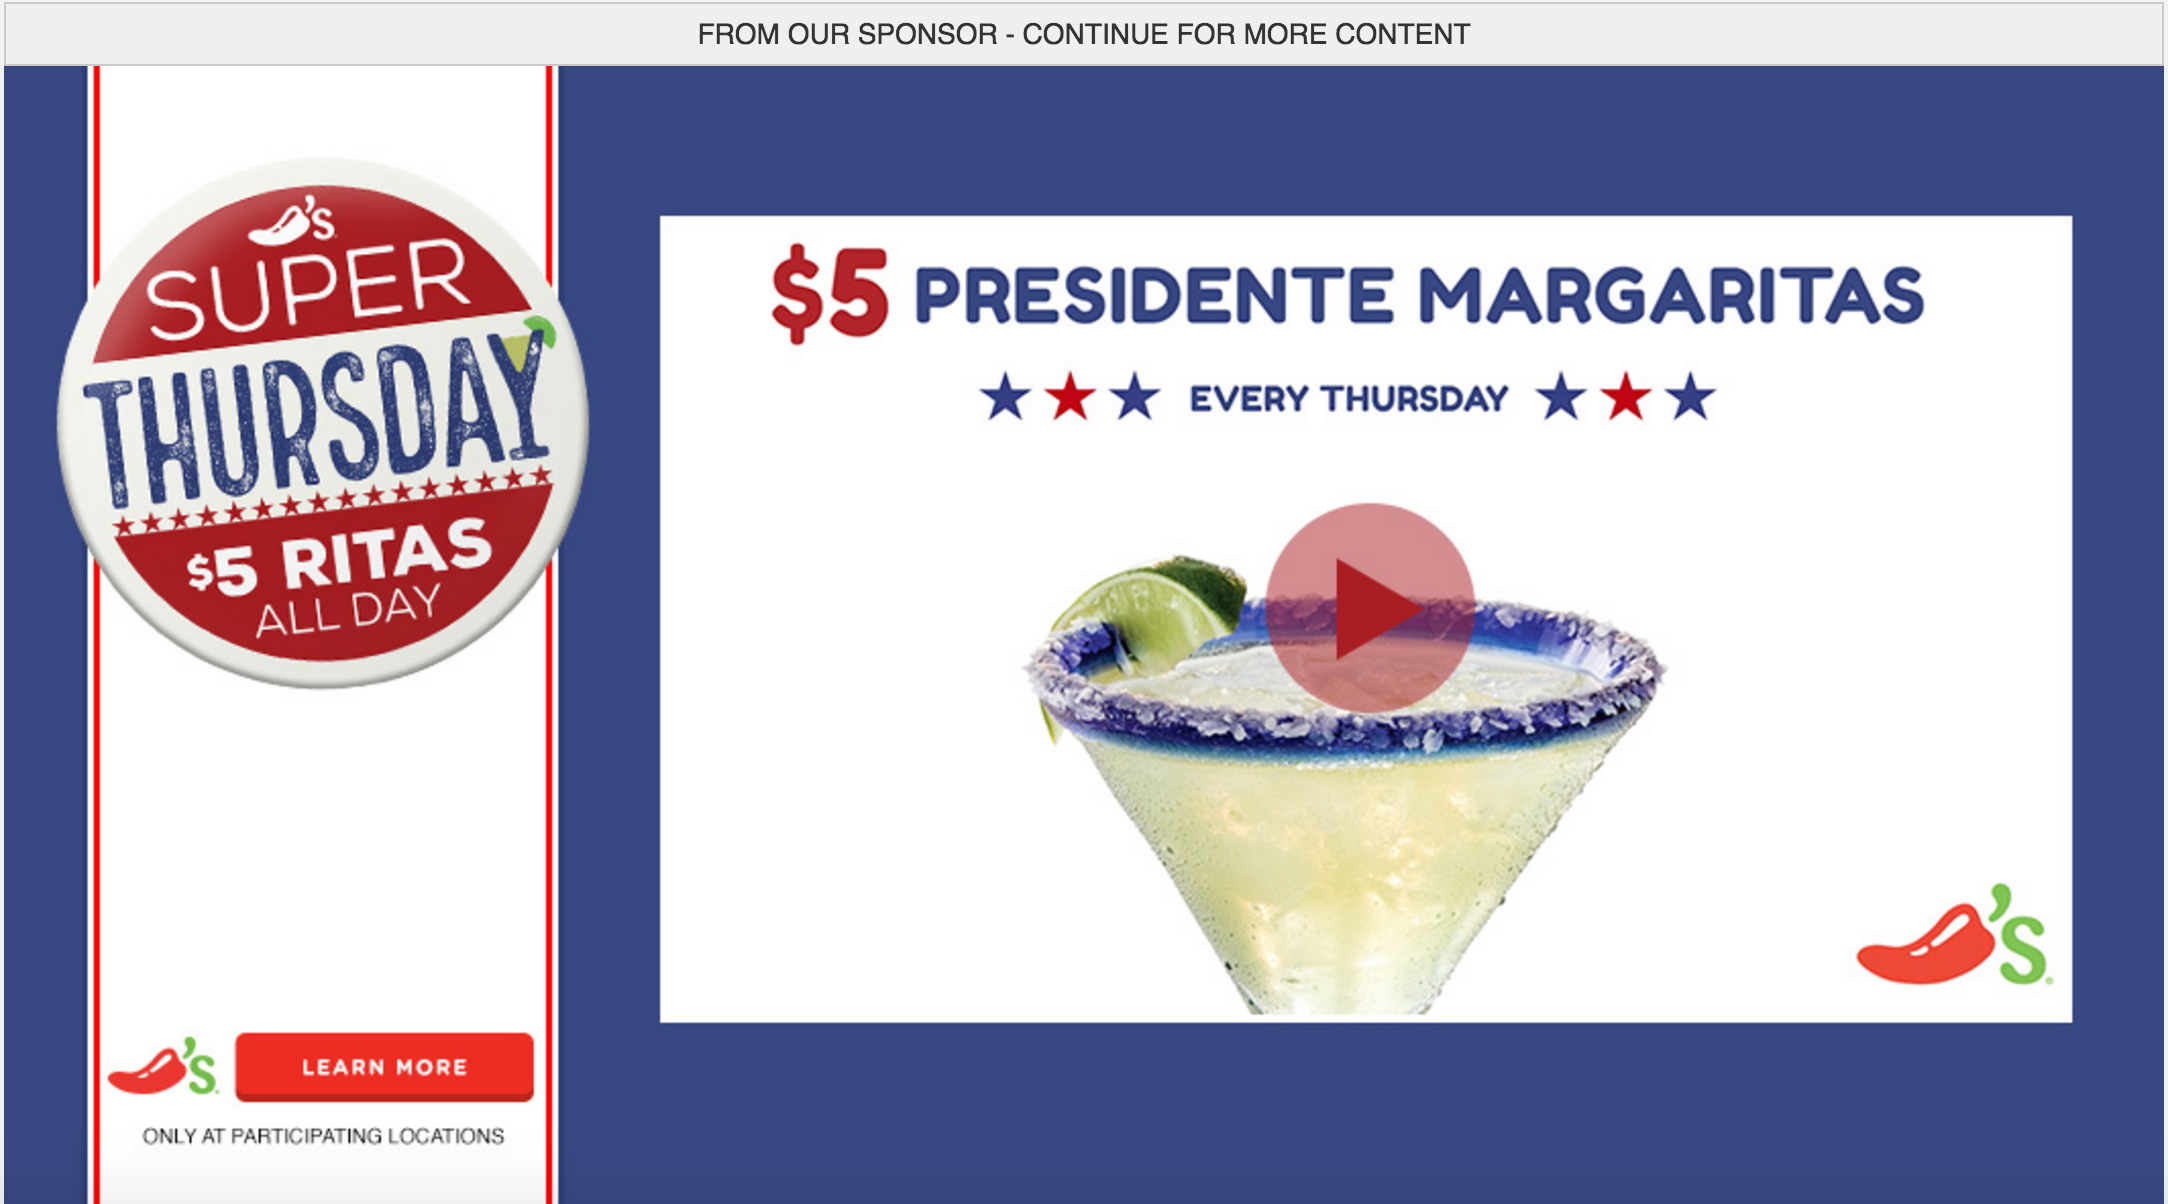 FROM OUR SPONSOR - CONTINUE FOR MORE CONTENT
'S
SUPER
THURSDAY
$5 RITAS
ALL DAY
$5 PRESIDENTE MARGARITAS
EVERY THURSDAY
'S
'S
LEARN MORE
ONLY AT PARTICIPATING LOCATIONS